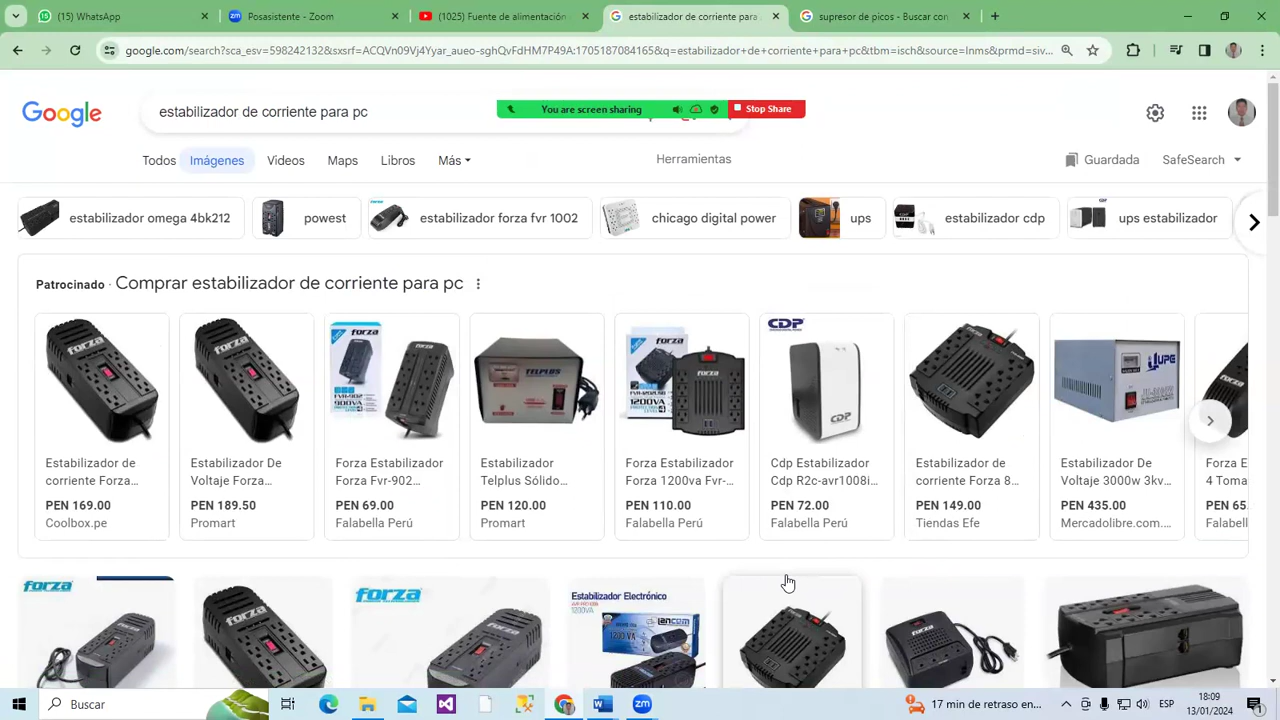 (15) WhatsApp
Posasistente - Zoom
(1025) Fuente de alimentación
estabilizador de corriente para
supresor de picos - Buscar con
google.com/search?sca_esv=598242132&sxsrf=ACQVn09Vj4Yyar_aueo-sghQvFdHM7P49A:1705187084165&q=estabilizador+de+corriente+para+pc&tbm=isch&source=lnms&prmd=siv...
Google
estabilizador de corriente para pc
You are screen sharing
Stop Share
Todos
Imágenes
Videos
Maps
Libros
Más
Herramientas
Guardada
SafeSearch
estabilizador omega 4bk212
powest
estabilizador forza fvr 1002
chicago digital power
ups
estabilizador cdp
ups estabilizador
Patrocinado · Comprar estabilizador de corriente para pc
Estabilizador de
corriente Forza...
PEN 169.00
Coolbox.pe
Estabilizador De
Voltaje Forza...
PEN 189.50
Promart
Forza Estabilizador
Forza Fvr-902...
PEN 69.00
Falabella Perú
Estabilizador
Telplus Sólido...
PEN 120.00
Promart
Forza Estabilizador
Forza 1200va Fvr-...
PEN 110.00
Falabella Perú
CDP
Cdp Estabilizador
Cdp R2c-avr1008i...
PEN 72.00
Falabella Perú
Estabilizador de
corriente Forza 8...
PEN 149.00
Tiendas Efe
Estabilizador De
Voltaje 3000w 3kv...
PEN 435.00
Mercadolibre.com....
Forza E
4 Toma
PEN 65.
Falabell
forza
forza
Estabilizador Electrónico
1200VA
forza
Buscar
17 min de retraso en...
ESP
18:09
13/01/2024